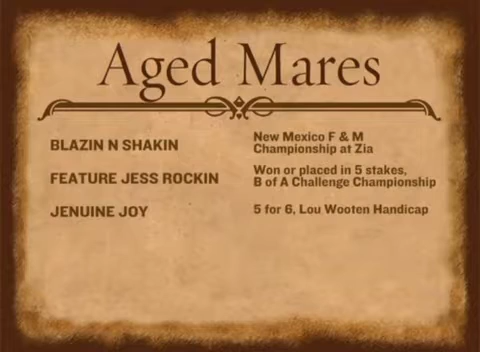 Aged Mares
BLAZIN N SHAKIN
New Mexico F & M
Championship at Zia
FEATURE JESS ROCKIN
Won or placed in 5 stakes,
B of A Challenge Championship
JENUINE JOY
5 for 6, Lou Wooten Handicap